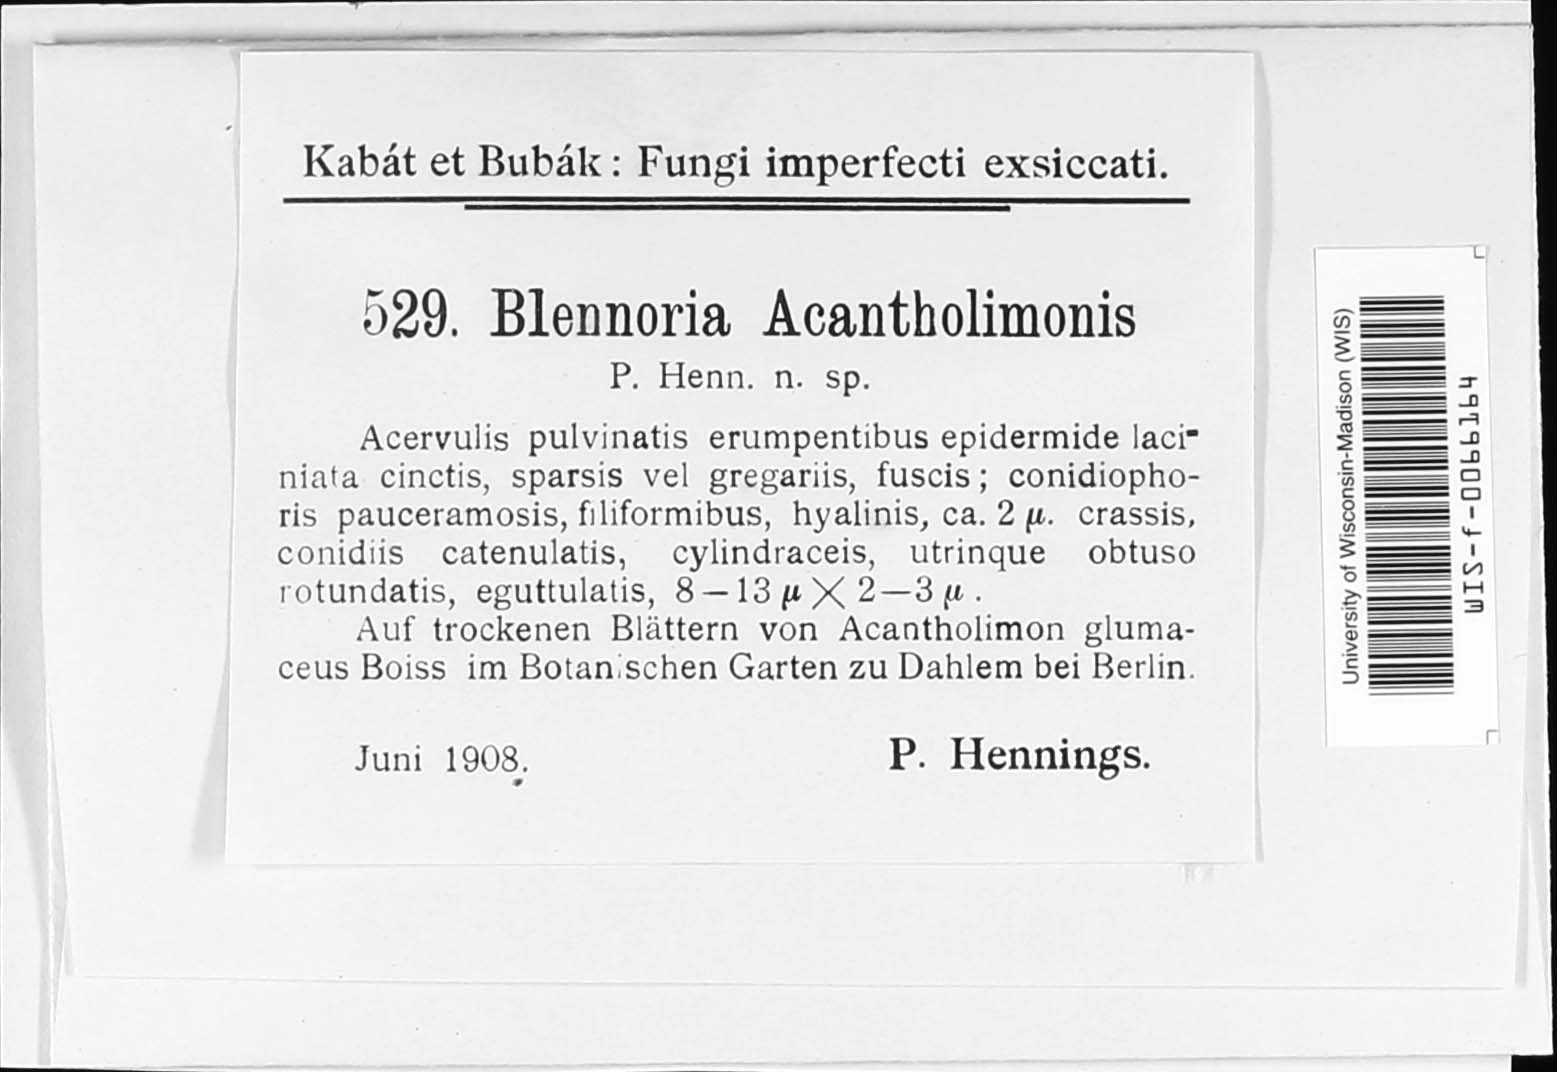 Kabát et Bubák : Fungi imperfecti exsiccati.
529. Blennoria Acantholimonis
P. Henn. n. sp.
Acervulis pulvinatis erumpentibus epidermide laci-
niata cinctis, sparsis vel gregariis, fuscis; conidiopho-
ris pauceramosis, filiformibus, hyalinis, ca. 2 µ. crassis,
conidiis catenulatis, cylindraceis, utrinque obtuso
rotundatis, eguttulatis, 8–13 µ × 2–3 µ.
Auf trockenen Blättern von Acantholimon gluma-
ceus Boiss im Botanischen Garten zu Dahlem bei Berlin.
Juni 1908. P. Hennings.
University of Wisconsin-Madison (WIS)
WIS-f-0066164